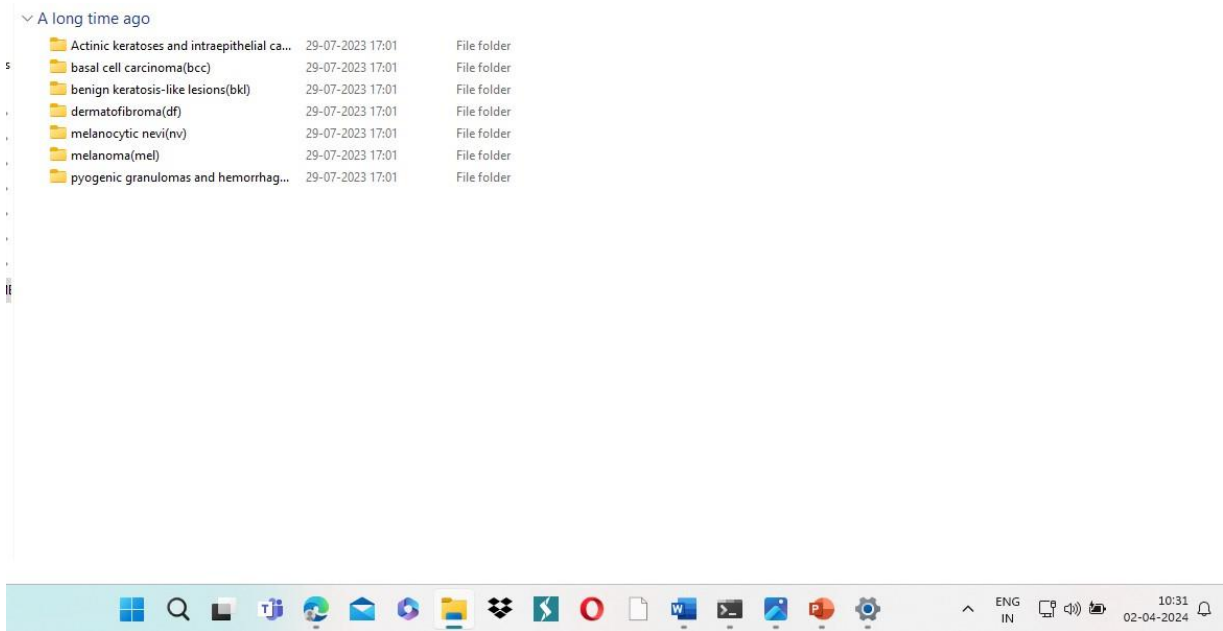 A long time ago
Actinic keratoses and intraepithelial ca... 29-07-2023 17:01 File folder
s
basal cell carcinoma(bcc) 29-07-2023 17:01 File folder
benign keratosis-like lesions(bkl) 29-07-2023 17:01 File folder
dermatofibroma(df) 29-07-2023 17:01 File folder
melanocytic nevi(nv) 29-07-2023 17:01 File folder
melanoma(mel) 29-07-2023 17:01 File folder
pyogenic granulomas and hemorrhag... 29-07-2023 17:01 File folder
ENG
IN
10:31
02-04-2024